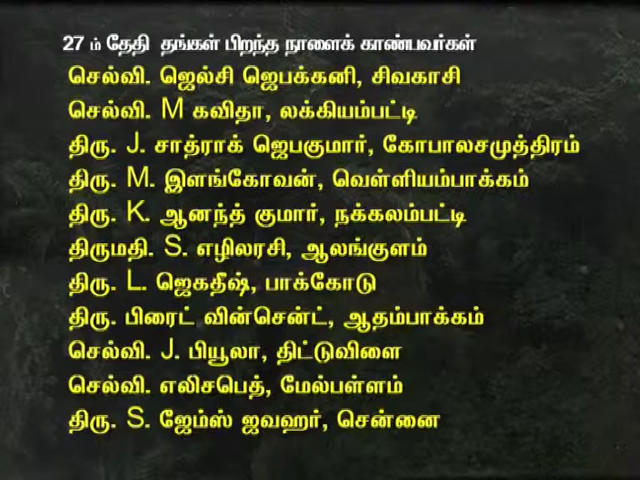 27 ம் தேதி தங்கள் பிறந்த நாளைக் காண்பவர்கள்
செல்வி. ஜெல்சி ஜெபக்கனி, சிவகாசி
செல்வி. M கவிதா, லக்கியம்பட்டி
திரு. J. சாத்ராக் ஜெபகுமார், கோபாலசமுத்திரம்
திரு. M. இளங்கோவன், வெள்ளியம்பாக்கம்
திரு. K. ஆனந்த் குமார், நக்கலம்பட்டி
திருமதி. S. எழிலரசி, ஆலங்குளம்
திரு. L. ஜெகதீஷ், பாக்கோடு
திரு. பிரைட் வின்சென்ட், ஆதம்பாக்கம்
செல்வி. J. பியூலா, திட்டுவிளை
செல்வி. எலிசபெத், மேல்பள்ளம்
திரு. S. ஜேம்ஸ் ஜவஹர், சென்னை